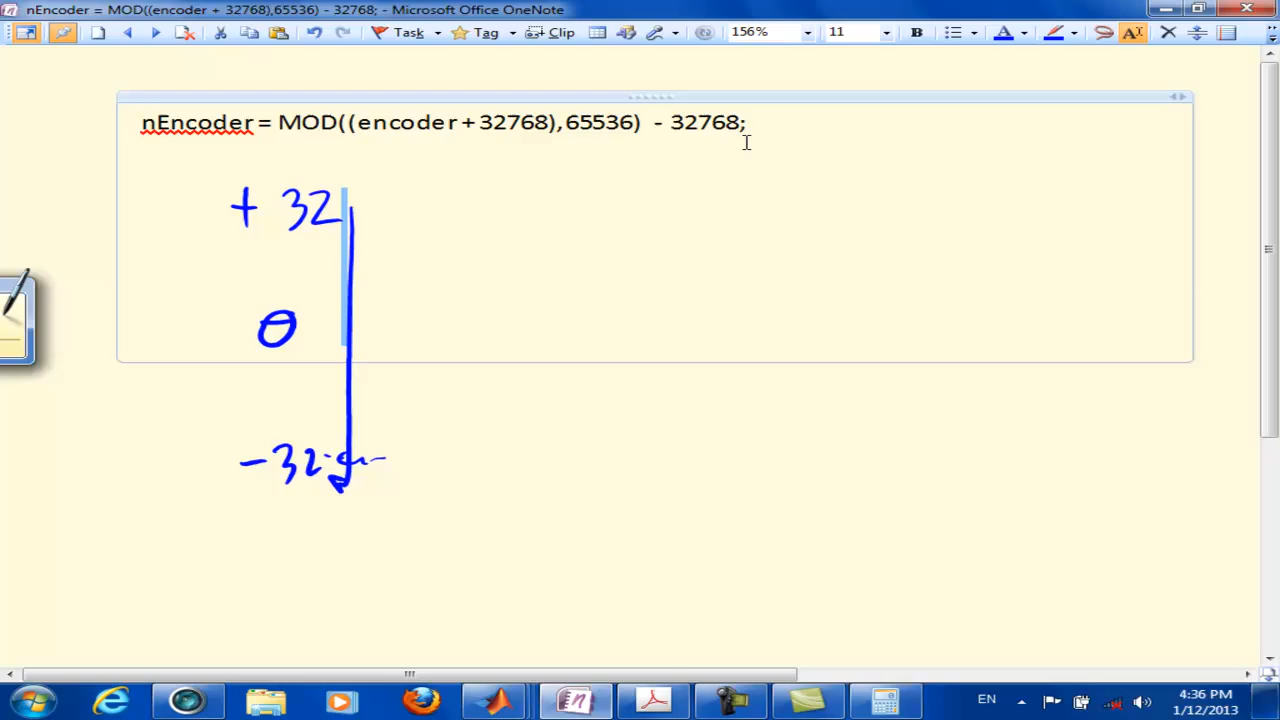 nEncoder = MOD((encoder + 32768),65536) - 32768; - Microsoft Office OneNote
Task Tag Clip 156% 11 B A A
nEncoder = MOD((encoder + 32768),65536) - 32768;
+ 32
0
-32
EN 4:36 PM
1/12/2013